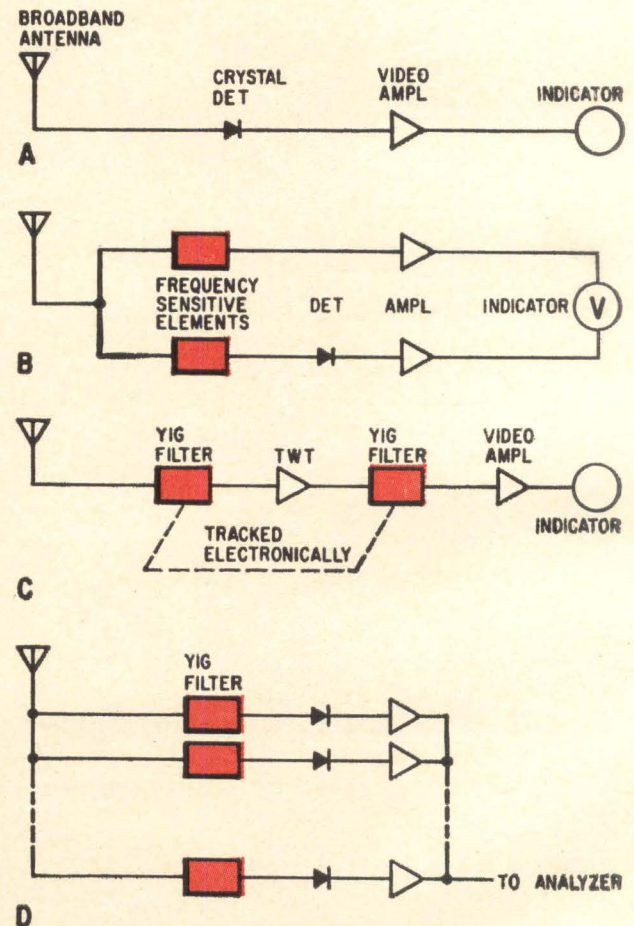 BROADBAND
ANTENNA
CRYSTAL
DET
VIDEO
AMPL
INDICATOR
A
FREQUENCY
SENSITIVE
ELEMENTS
DET
AMPL
INDICATOR
V
B
YIG
FILTER
TWT
YIG
FILTER
VIDEO
AMPL
INDICATOR
TRACKED
ELECTRONICALLY
C
YIG
FILTER
TO ANALYZER
D